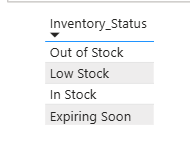 Inventory_Status
Out of Stock
Low Stock
In Stock
Expiring Soon